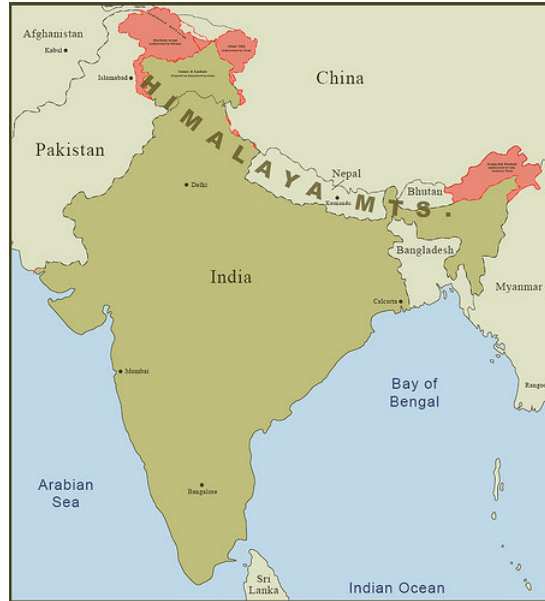 Afghanistan
Kabul
Islamabad
China
HIMALAYA MTS.
Pakistan
Nepal
Delhi
Katmandu
Bhutan
Bangladesh
India
Myanmar
Calcutta
Mumbai
Bay of
Bengal
Arabian
Sea
Bangalore
Sri
Lanka
Indian Ocean